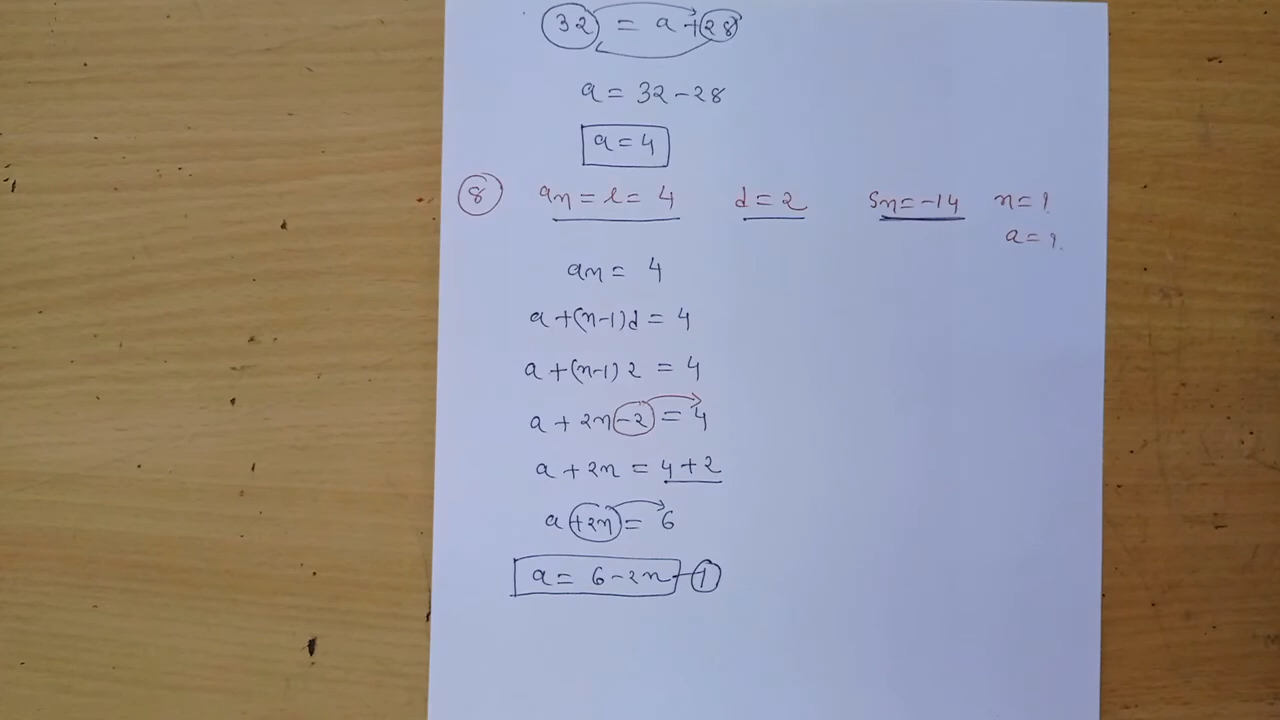 32 = a + 28
a = 32 - 28
a = 4
8 an = l = 4 d = 2 Sn = -14 n = ?
a = ?
an = 4
a + (n-1)d = 4
a + (n-1) 2 = 4
a + 2n - 2 = 4
a + 2n = 4 + 2
a + 2n = 6
a = 6 - 2n - 1